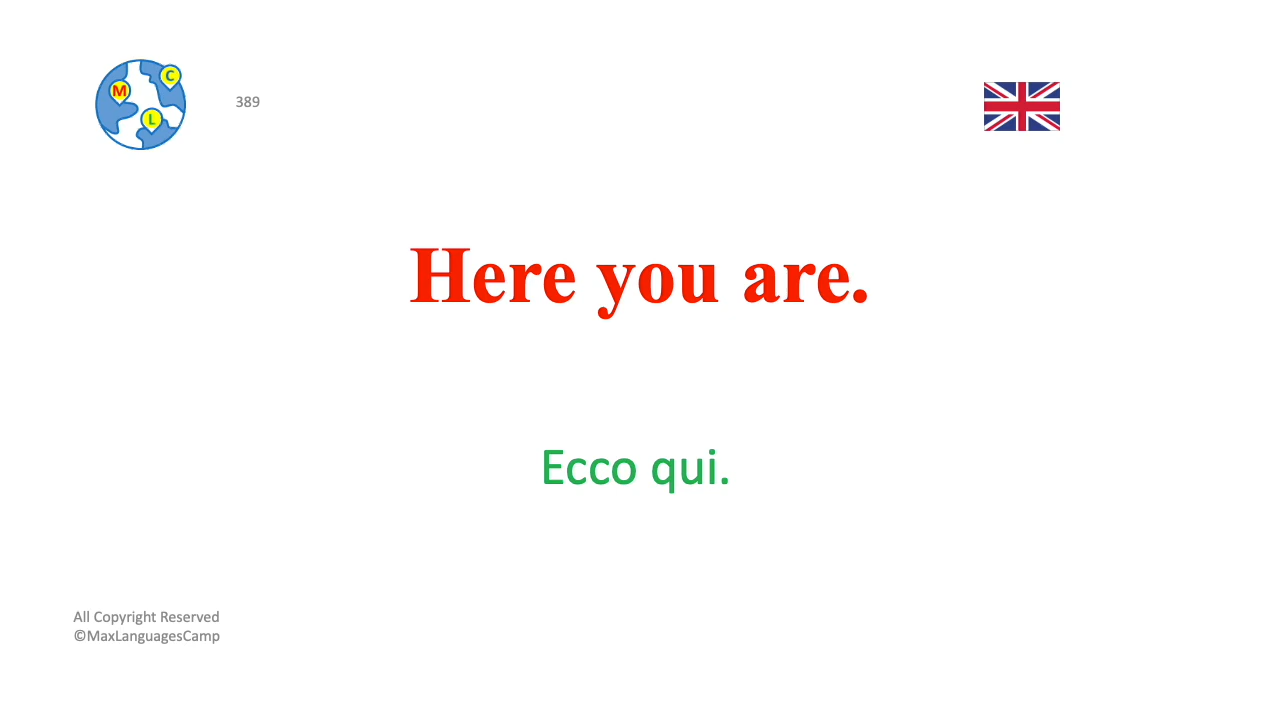 C
M
L
389
Here you are.
Ecco qui.
All Copyright Reserved
©MaxLanguagesCamp